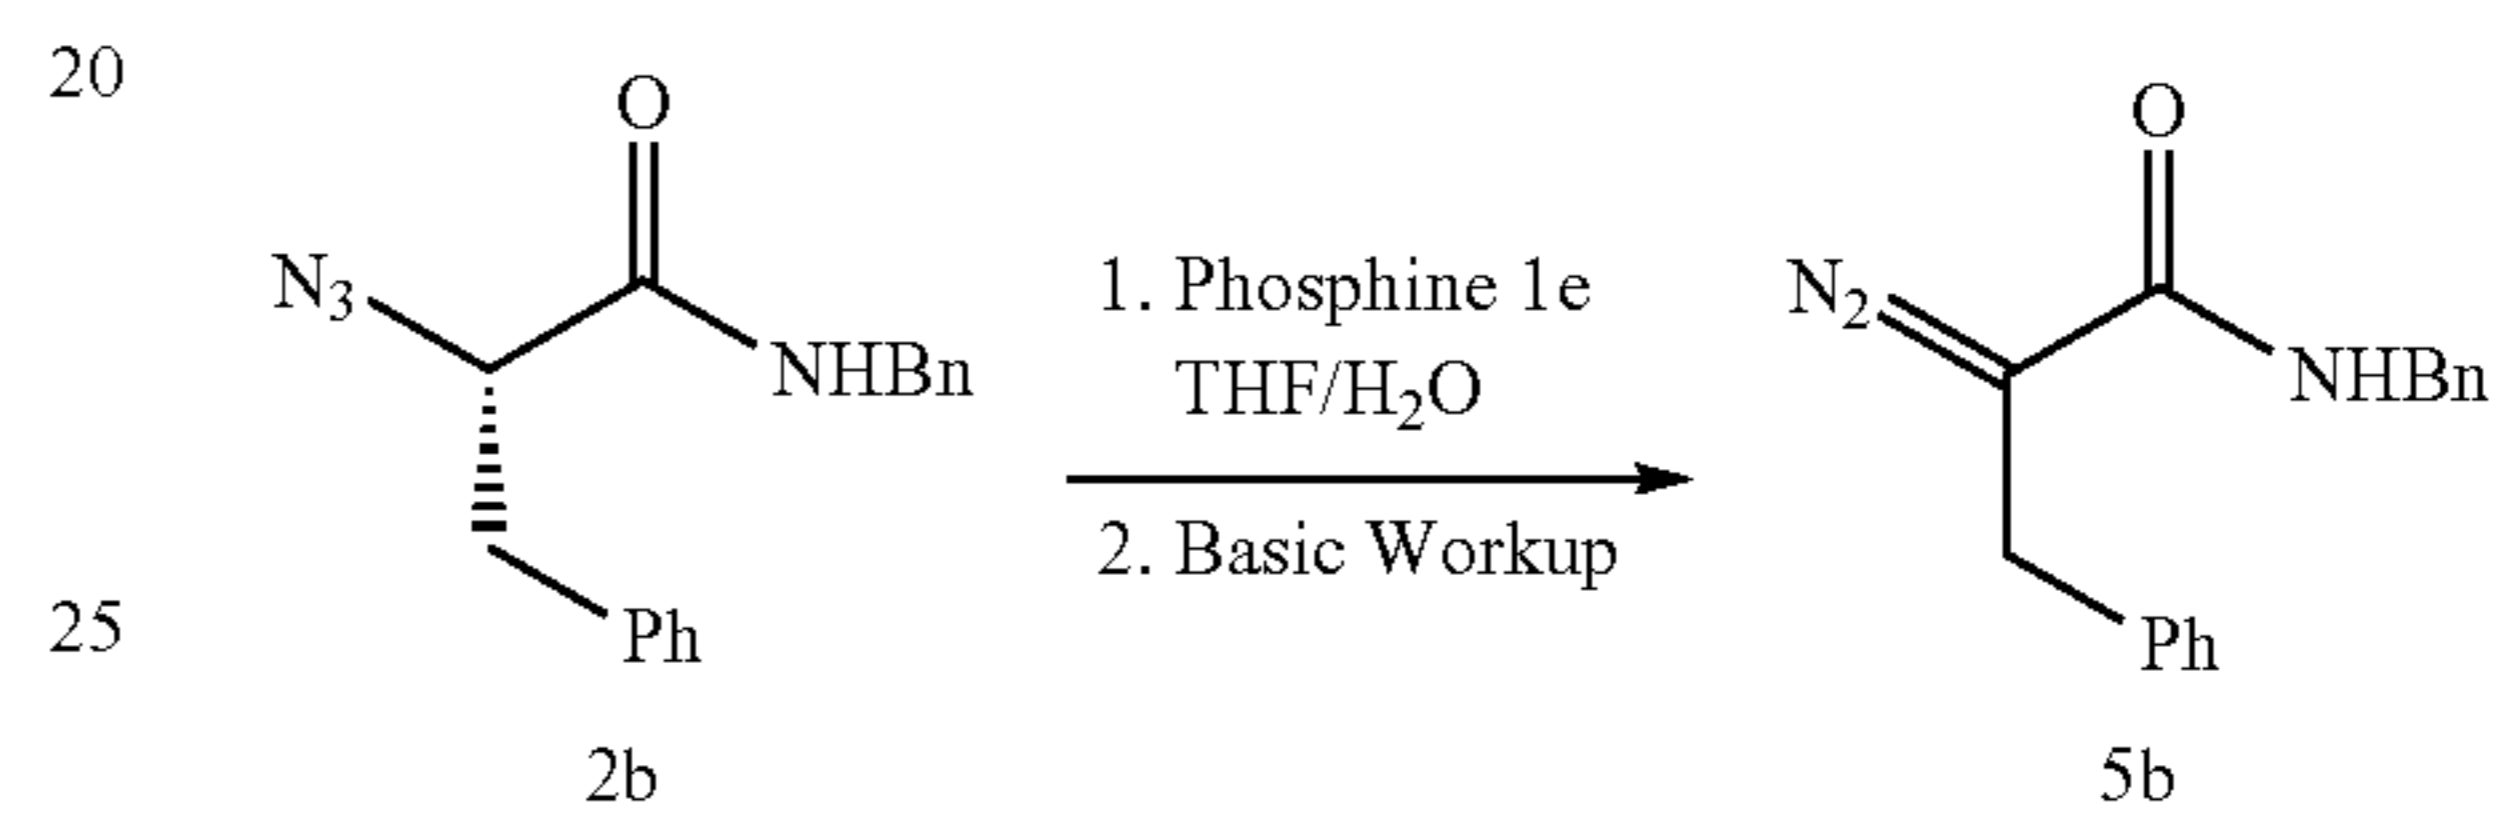 20
O
N₃
NHBn
Ph
2b
1. Phosphine 1e
THF/H₂O
2. Basic Workup
O
N₂
NHBn
Ph
5b
25